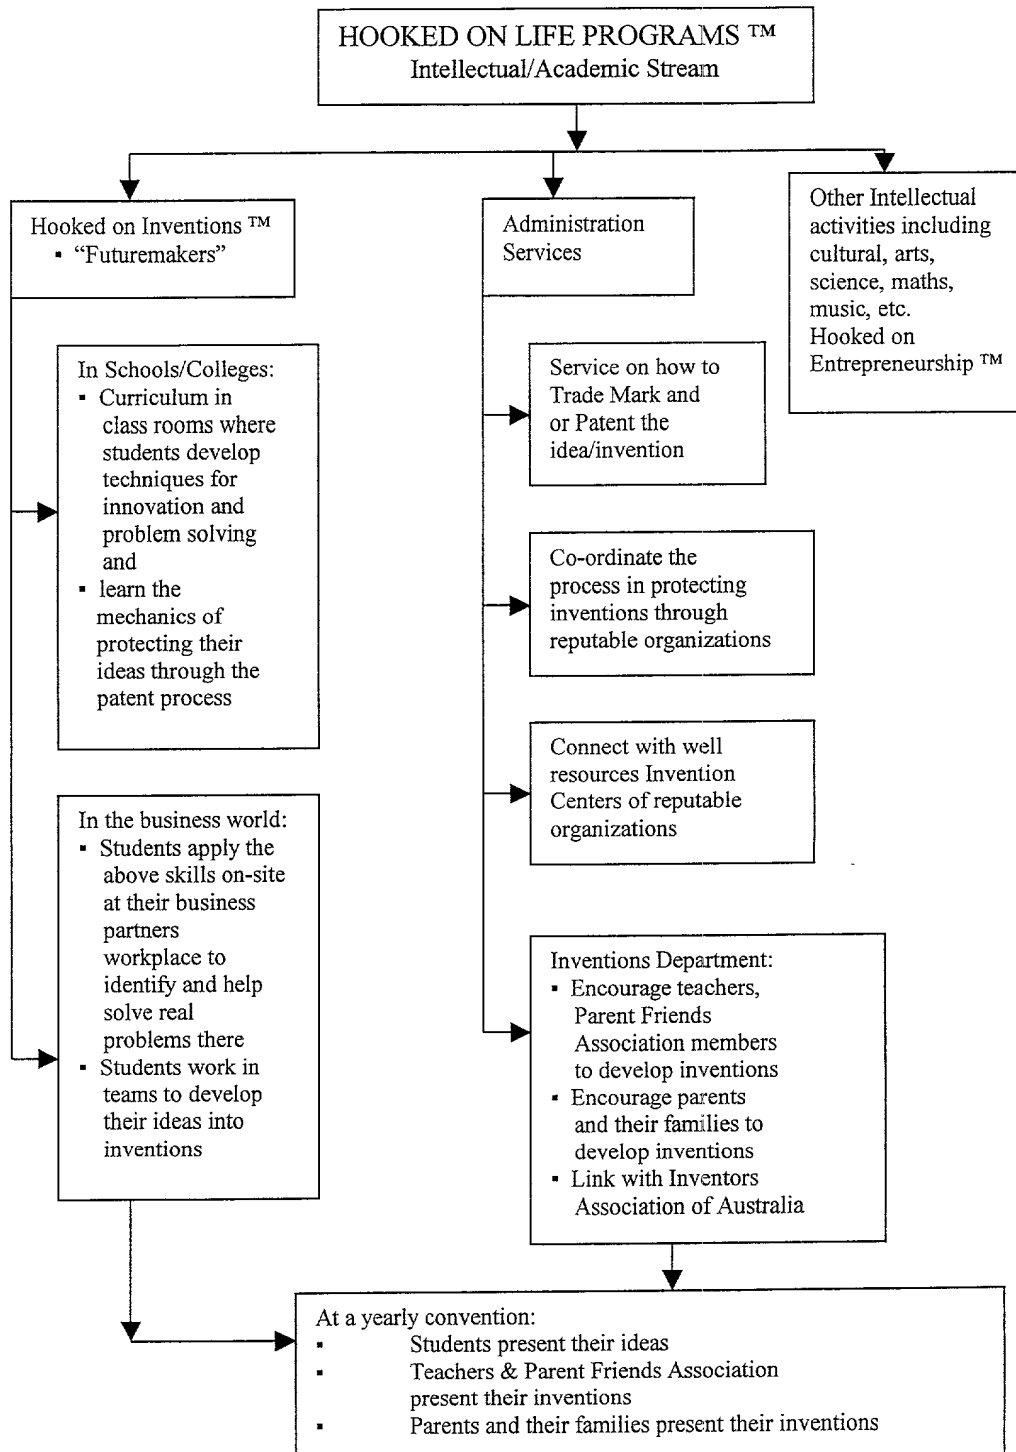 HOOKED ON LIFE PROGRAMS ™
Intellectual/Academic Stream
Hooked on Inventions ™
▪ “Futuremakers”
In Schools/Colleges:
▪ Curriculum in
class rooms where
students develop
techniques for
innovation and
problem solving
and
▪ learn the
mechanics of
protecting their
ideas through the
patent process
In the business world:
▪ Students apply the
above skills on-site
at their business
partners
workplace to
identify and help
solve real
problems there
▪ Students work in
teams to develop
their ideas into
inventions
Administration
Services
Service on how to
Trade Mark and
or Patent the
idea/invention
Co-ordinate the
process in protecting
inventions through
reputable organizations
Connect with well
resources Invention
Centers of reputable
organizations
Inventions Department:
▪ Encourage teachers,
Parent Friends
Association members
to develop inventions
▪ Encourage parents
and their families to
develop inventions
▪ Link with Inventors
Association of Australia
Other Intellectual
activities including
cultural, arts,
science, maths,
music, etc.
Hooked on
Entrepreneurship ™
At a yearly convention:
▪ Students present their ideas
▪ Teachers & Parent Friends Association
present their inventions
▪ Parents and their families present their inventions